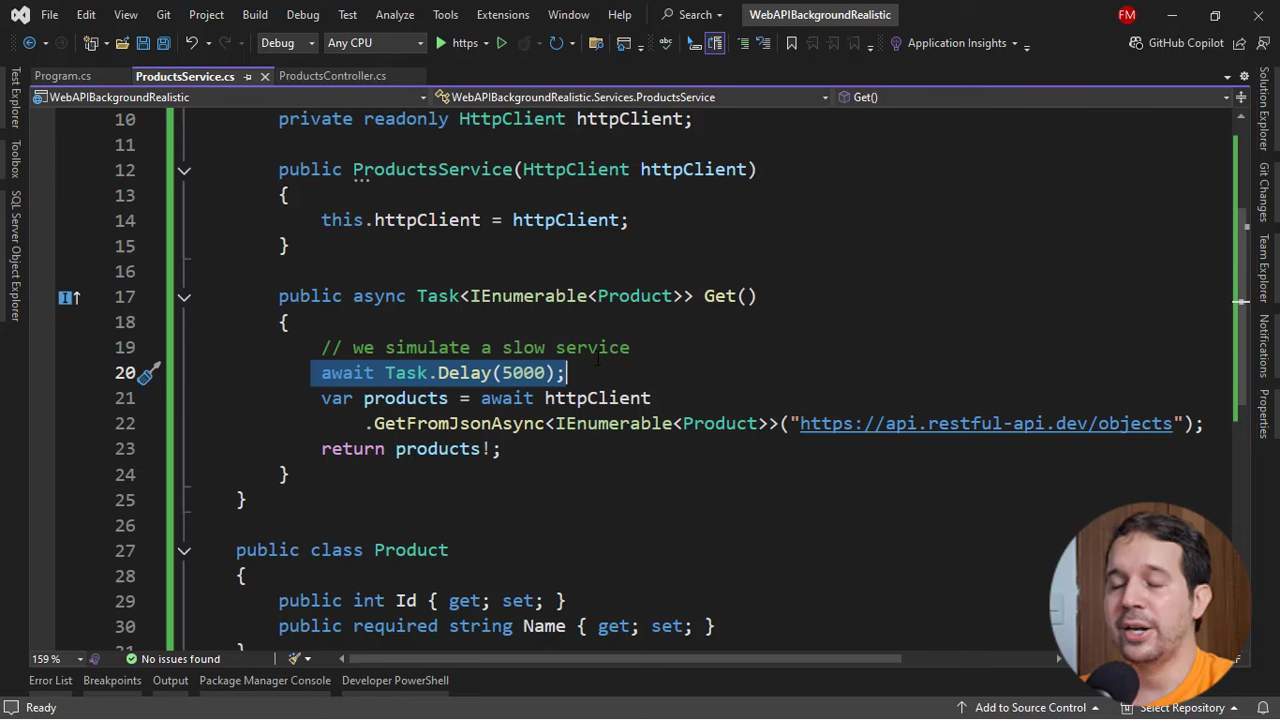 File Edit View Git Project Build Debug Test Analyze Tools Extensions Window Help Search WebAPIBackgroundRealistic FM
Debug Any CPU https Application Insights GitHub Copilot
Program.cs ProductsService.cs ProductsController.cs
WebAPIBackgroundRealistic WebAPIBackgroundRealistic.Services.ProductsService Get()
Test Explorer
Toolbox
SQL Server Object Explorer
10 private readonly HttpClient httpClient;
11
12 public ProductsService(HttpClient httpClient)
13 {
14 this.httpClient = httpClient;
15 }
16
17 public async Task<IEnumerable<Product>> Get()
18 {
19 // we simulate a slow service
20 await Task.Delay(5000);
21 var products = await httpClient
22 .GetFromJsonAsync<IEnumerable<Product>>("https://api.restful-api.dev/objects");
23 return products!;
24 }
25 }
26
27 public class Product
28 {
29 public int Id { get; set; }
30 public required string Name { get; set; }
Solution Explorer
Git Changes
Team Explorer
Notifications
Properties
159 % No issues found
Error List Breakpoints Output Package Manager Console Developer PowerShell
Ready Add to Source Control Select Repository